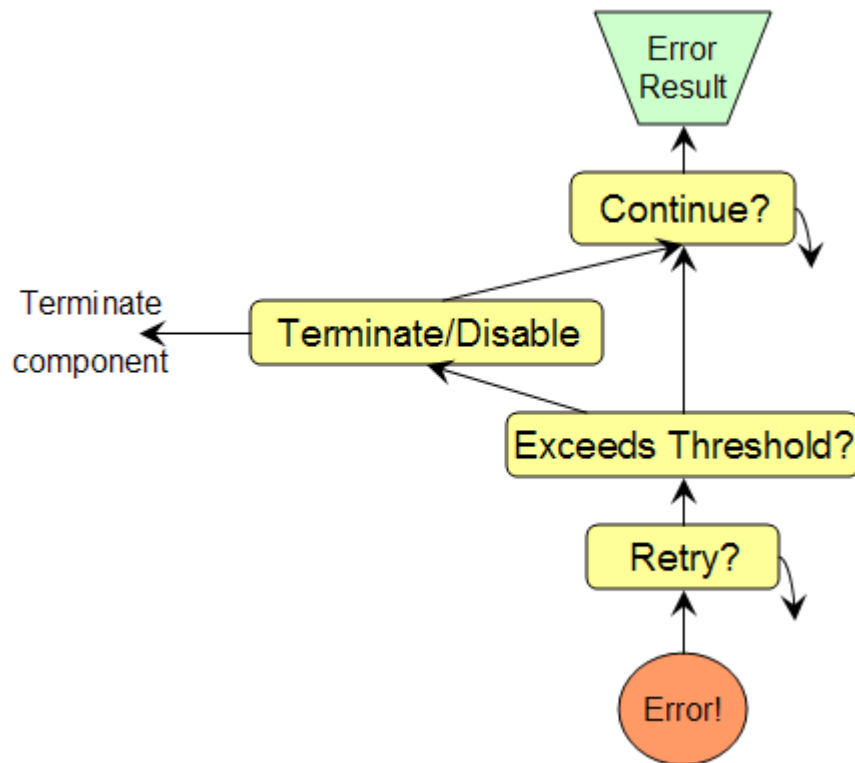 Error
Result
Continue?
Terminate
component
Terminate/Disable
Exceeds Threshold?
Retry?
Error!